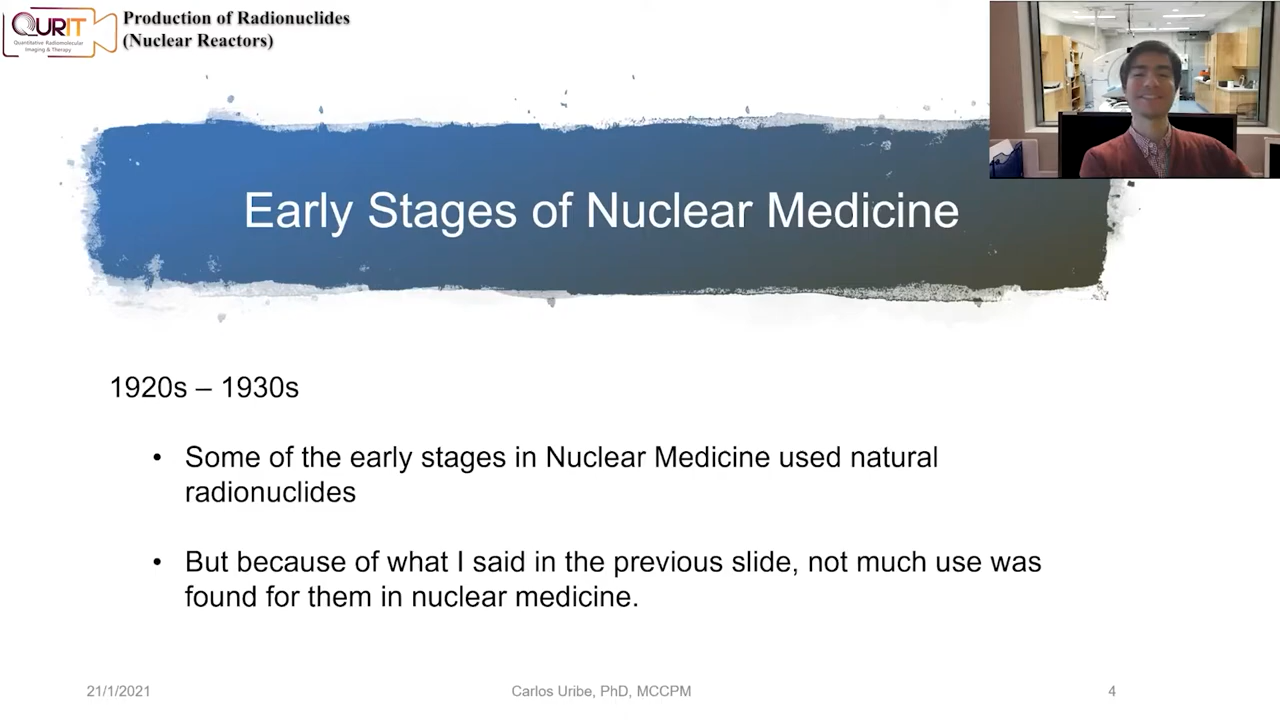 QURIT
Quantitative Radiomolecular
Imaging & Therapy
Production of Radionuclides
(Nuclear Reactors)
Early Stages of Nuclear Medicine
1920s – 1930s
• Some of the early stages in Nuclear Medicine used natural
radionuclides
• But because of what I said in the previous slide, not much use was
found for them in nuclear medicine.
21/1/2021
Carlos Uribe, PhD, MCCPM
4